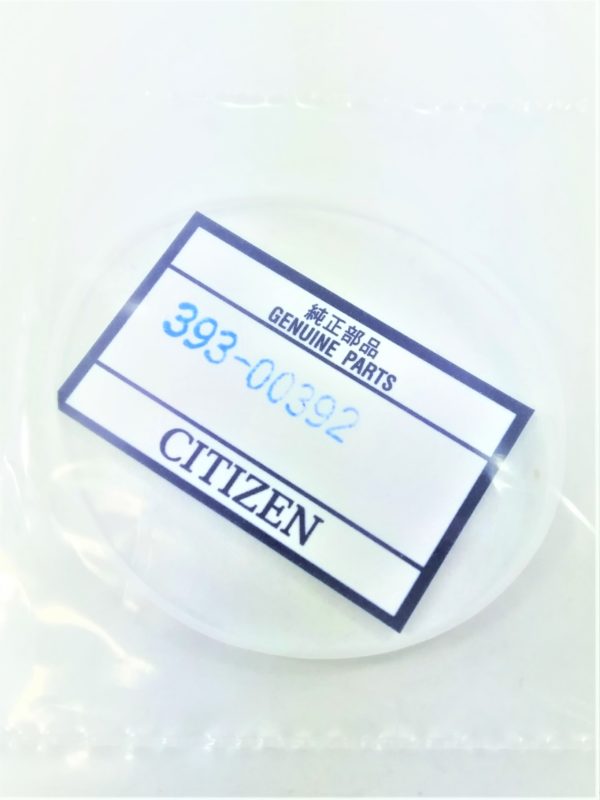 純正部品
GENUINE PARTS
393-00392
CITIZEN